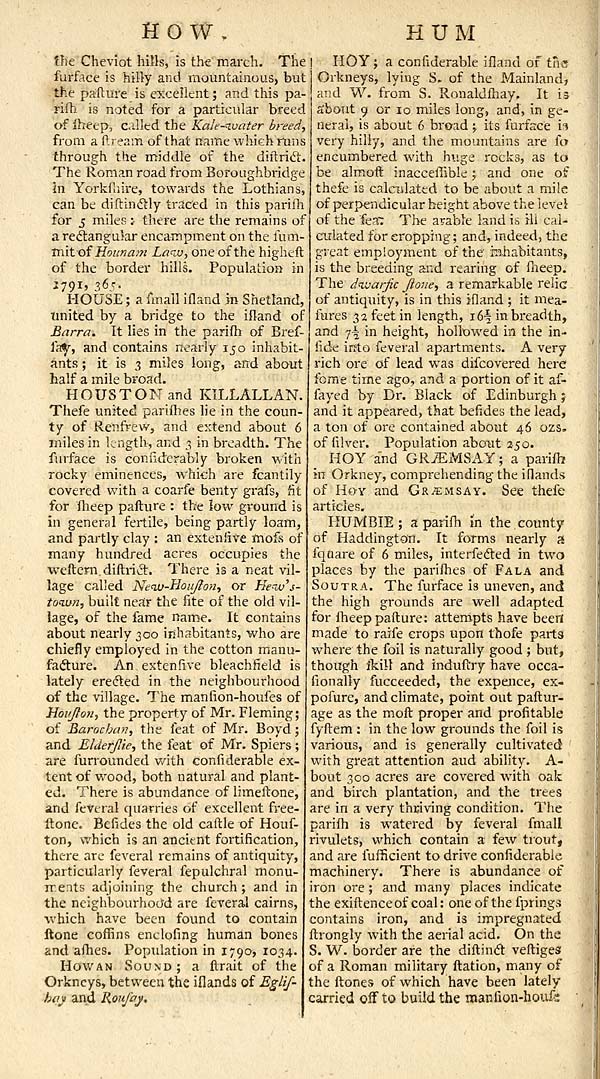 HOW.
HUM
the Cheviot hills, is the march. The
ſurface is hilly and mountainous, but
the paſture is excellent; and this pa-
riſh is noted for a particular breed
of ſheep, called the Kale-water breed,
from a ſtream of that name which runs
through the middle of the diſtrict.
The Roman road from Boroughbridge
in Yorkſhire, towards the Lothians,
can be diſtinctly traced in this pariſh
for 5 miles: there are the remains of
a rectangular encampment on the ſum-
mit of Hounam Law, one of the higheſt
of the border hills. Population in
1791, 365.
HOUSE; a ſmall iſland in Shetland,
united by a bridge to the iſland of
Barra. It lies in the pariſh of Breſ-
ſay, and contains nearly 150 inhabit-
ants; it is 3 miles long, and about
half a mile broad.
HOUSTON and KILLALLAN.
Theſe united pariſhes lie in the coun-
ty of Renfrew, and extend about 6
miles in length, and 3 in breadth. The
ſurface is conſiderably broken with
rocky eminences, which are ſcantily
covered with a coarſe benty graſs, fit
for ſheep paſture: the low ground is
in general fertile, being partly loam,
and partly clay: an extenſive moſs of
many hundred acres occupies the
weſtern diſtrict. There is a neat vil-
lage called New-Houſton, or Hew's-
town, built near the ſite of the old vil-
lage, of the ſame name. It contains
about nearly 300 inhabitants, who are
chiefly employed in the cotton manu-
facture. An extenſive bleachfield is
lately erected in the neighbourhood
of the village. The manſion-houſes of
Houſton, the property of Mr. Fleming;
of Barochan, the ſeat of Mr. Boyd;
and Elderſlie, the ſeat of Mr. Spiers;
are ſurrounded with conſiderable ex-
tent of wood, both natural and plant-
ed. There is abundance of limeſtone,
and ſeveral quarries of excellent free-
ſtone. Beſides the old caſtle of Houſ-
ton, which is an ancient fortification,
there are ſeveral remains of antiquity,
particularly ſeveral ſepulchral monu-
ments adjoining the church; and in
the neighbourhood are ſeveral cairns,
which have been found to contain
ſtone coffins encloſing human bones
and aſhes. Population in 1790, 1034.
HOWAN SOUND; a ſtrait of the
Orkneys, between the iſlands of Egliſ-
hay and Rouſay.
HOY; a conſiderable iſland of the
Orkneys, lying S. of the Mainland,
and W. from S. Ronaldſhay. It is
about 9 or 10 miles long, and, in ge-
neral, is about 6 broad; its ſurface is
very hilly, and the mountains are ſo
encumbered with huge rocks, as to
be almoſt inacceſſible; and one of
theſe is calculated to be about a mile
of perpendicular height above the level
of the ſea. The arable land is ill cal-
culated for cropping; and, indeed, the
great employment of the inhabitants,
is the breeding and rearing of ſheep.
The dwarfie ſtone, a remarkable relic
of antiquity, is in this iſland; it mea-
ſures 32 feet in length, 16½ in breadth,
and 7½ in height, hollowed in the in-
ſide into ſeveral apartments. A very
rich ore of lead was diſcovered here
ſome time ago, and a portion of it aſ-
ſayed by Dr. Black of Edinburgh;
and it appeared, that beſides the lead,
a ton of ore contained about 46 ozs.
of ſilver. Population about 250.
HOY and GRÆMSAY; a pariſh
in Orkney, comprehending the iſlands
of HOY and GRÆMSAY. See theſe
articles.
HUMBIE; a pariſh in the county
of Haddington. It forms nearly a
ſquare of 6 miles, interſected in two
places by the pariſhes of FALA and
SOUTRA. The ſurface is uneven, and
the high grounds are well adapted
for ſheep paſture: attempts have been
made to raiſe crops upon thoſe parts
where the ſoil is naturally good; but,
though ſkill and induſtry have occa-
ſionally ſucceeded, the expence, ex-
poſure, and climate, point out paſtur-
age as the moſt proper and profitable
ſyſtem: in the low grounds the ſoil is
various, and is generally cultivated
with great attention aud ability. A-
bout 300 acres are covered with oak
and birch plantation, and the trees
are in a very thriving condition. The
pariſh is watered by ſeveral ſmall
rivulets, which contain a few trout,
and are ſufficient to drive conſiderable
machinery. There is abundance of
iron ore; and many places indicate
the exiſtence of coal: one of the ſprings
contains iron, and is impregnated
ſtrongly with the aerial acid. On the
S. W. border are the diſtinct veſtiges
of a Roman military ſtation, many of
the ſtones of which have been lately
carried off to build the manſion-houſe